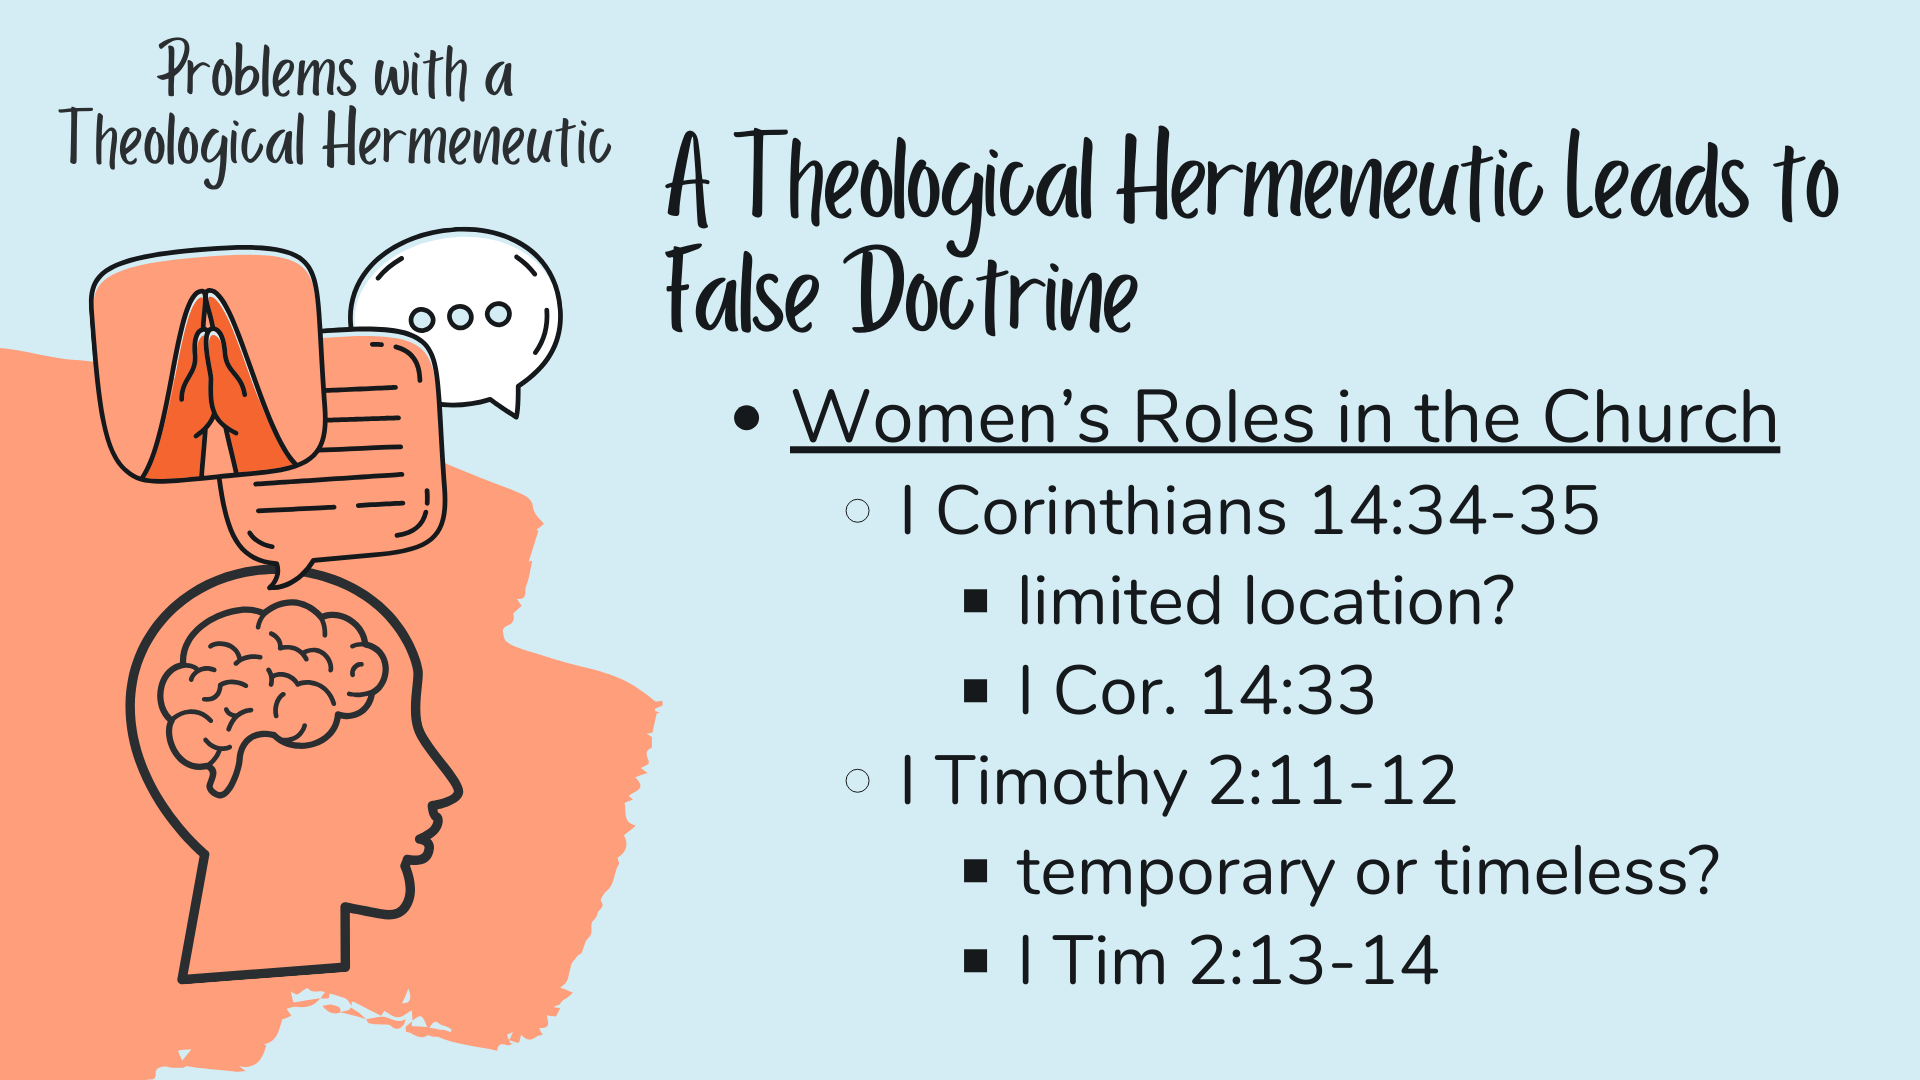 Problems with a
Theological Hermeneutic
A Theological Hermeneutic Leads to
False Doctrine
• Women’s Roles in the Church
○ I Corinthians 14:34-35
▪ limited location?
▪ I Cor. 14:33
○ I Timothy 2:11-12
▪ temporary or timeless?
▪ I Tim 2:13-14